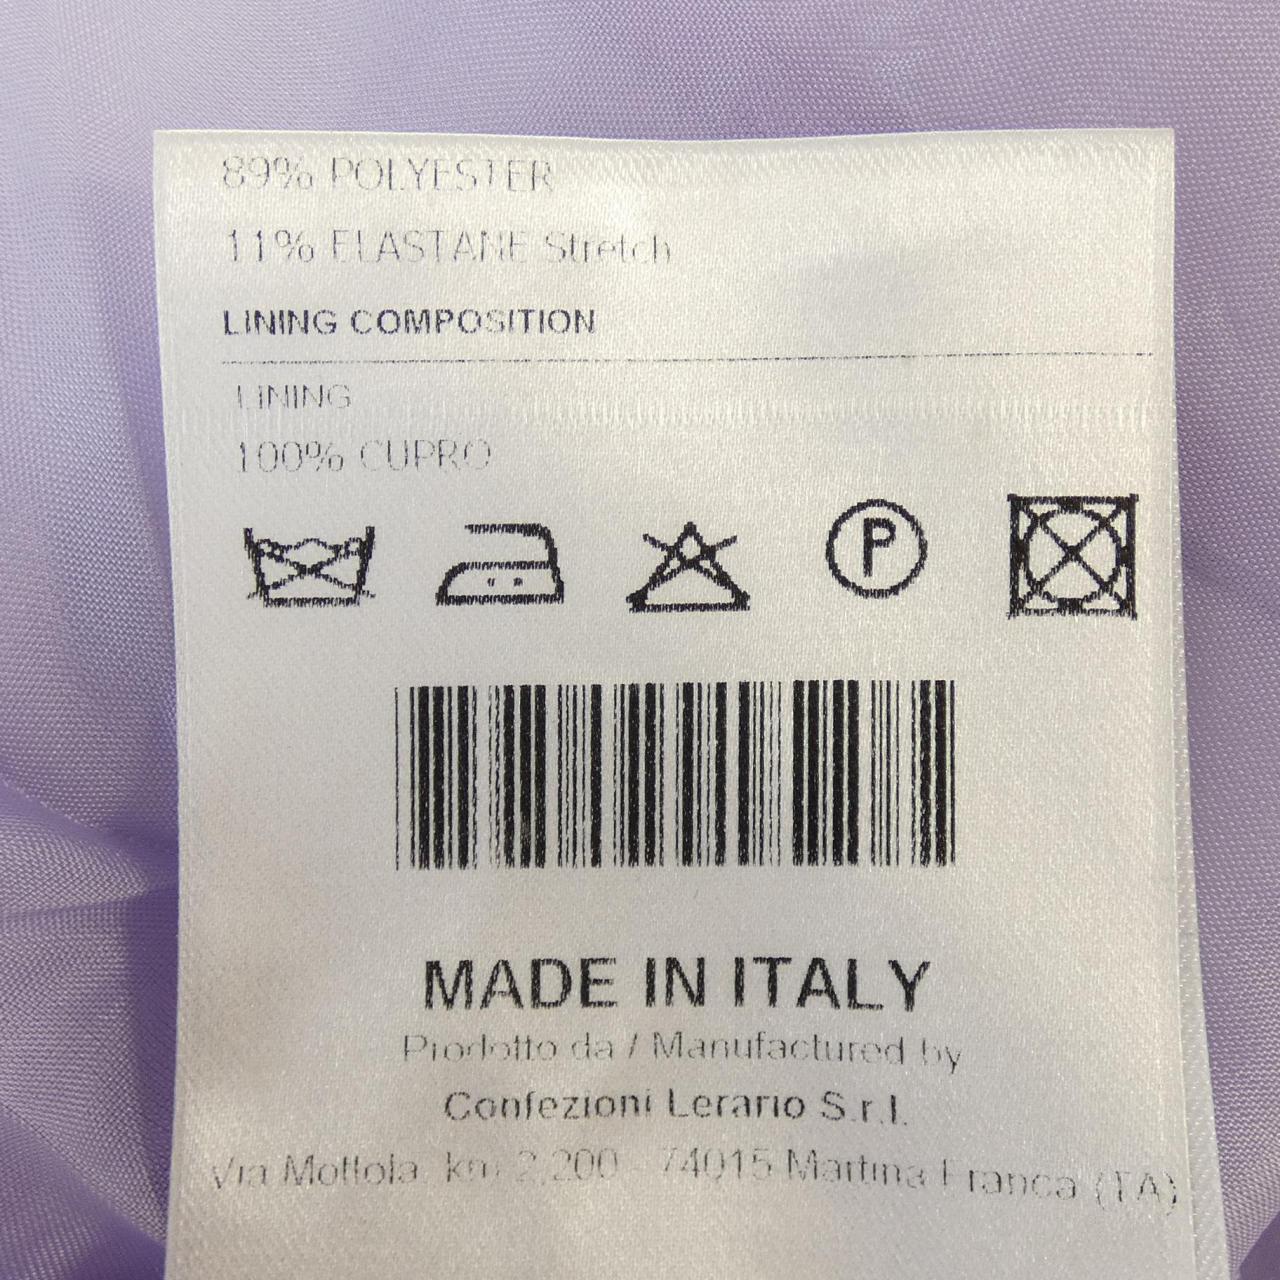 89% POLYESTER
11% ELASTANE Stretch
LINING COMPOSITION
LINING
100% CUPRO
P
MADE IN ITALY
Prodotto da / Manufactured by
Confezioni Lerario S.r.l.
Via Mottola km 2,200 - 74015 Martina Franca (TA)